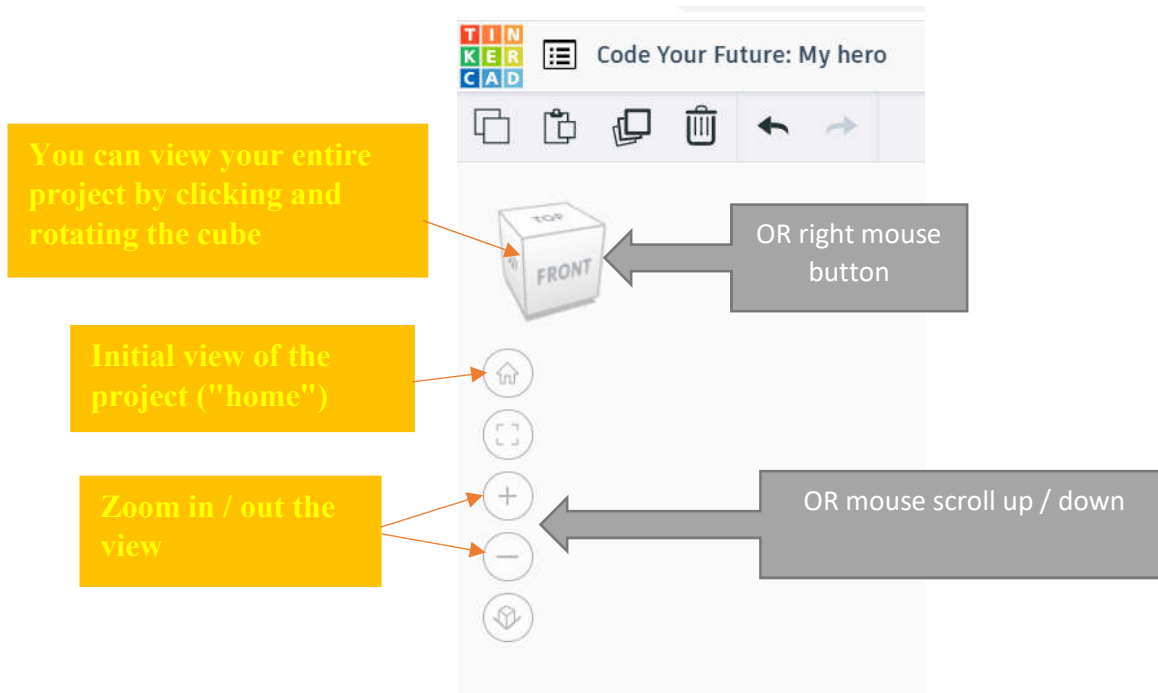 TIN
KER
CAD
Code Your Future: My hero
You can view your entire
project by clicking and
rotating the cube
TOP
FRONT
OR right mouse
button
Initial view of the
project ("home")
Zoom in / out the
view
OR mouse scroll up / down